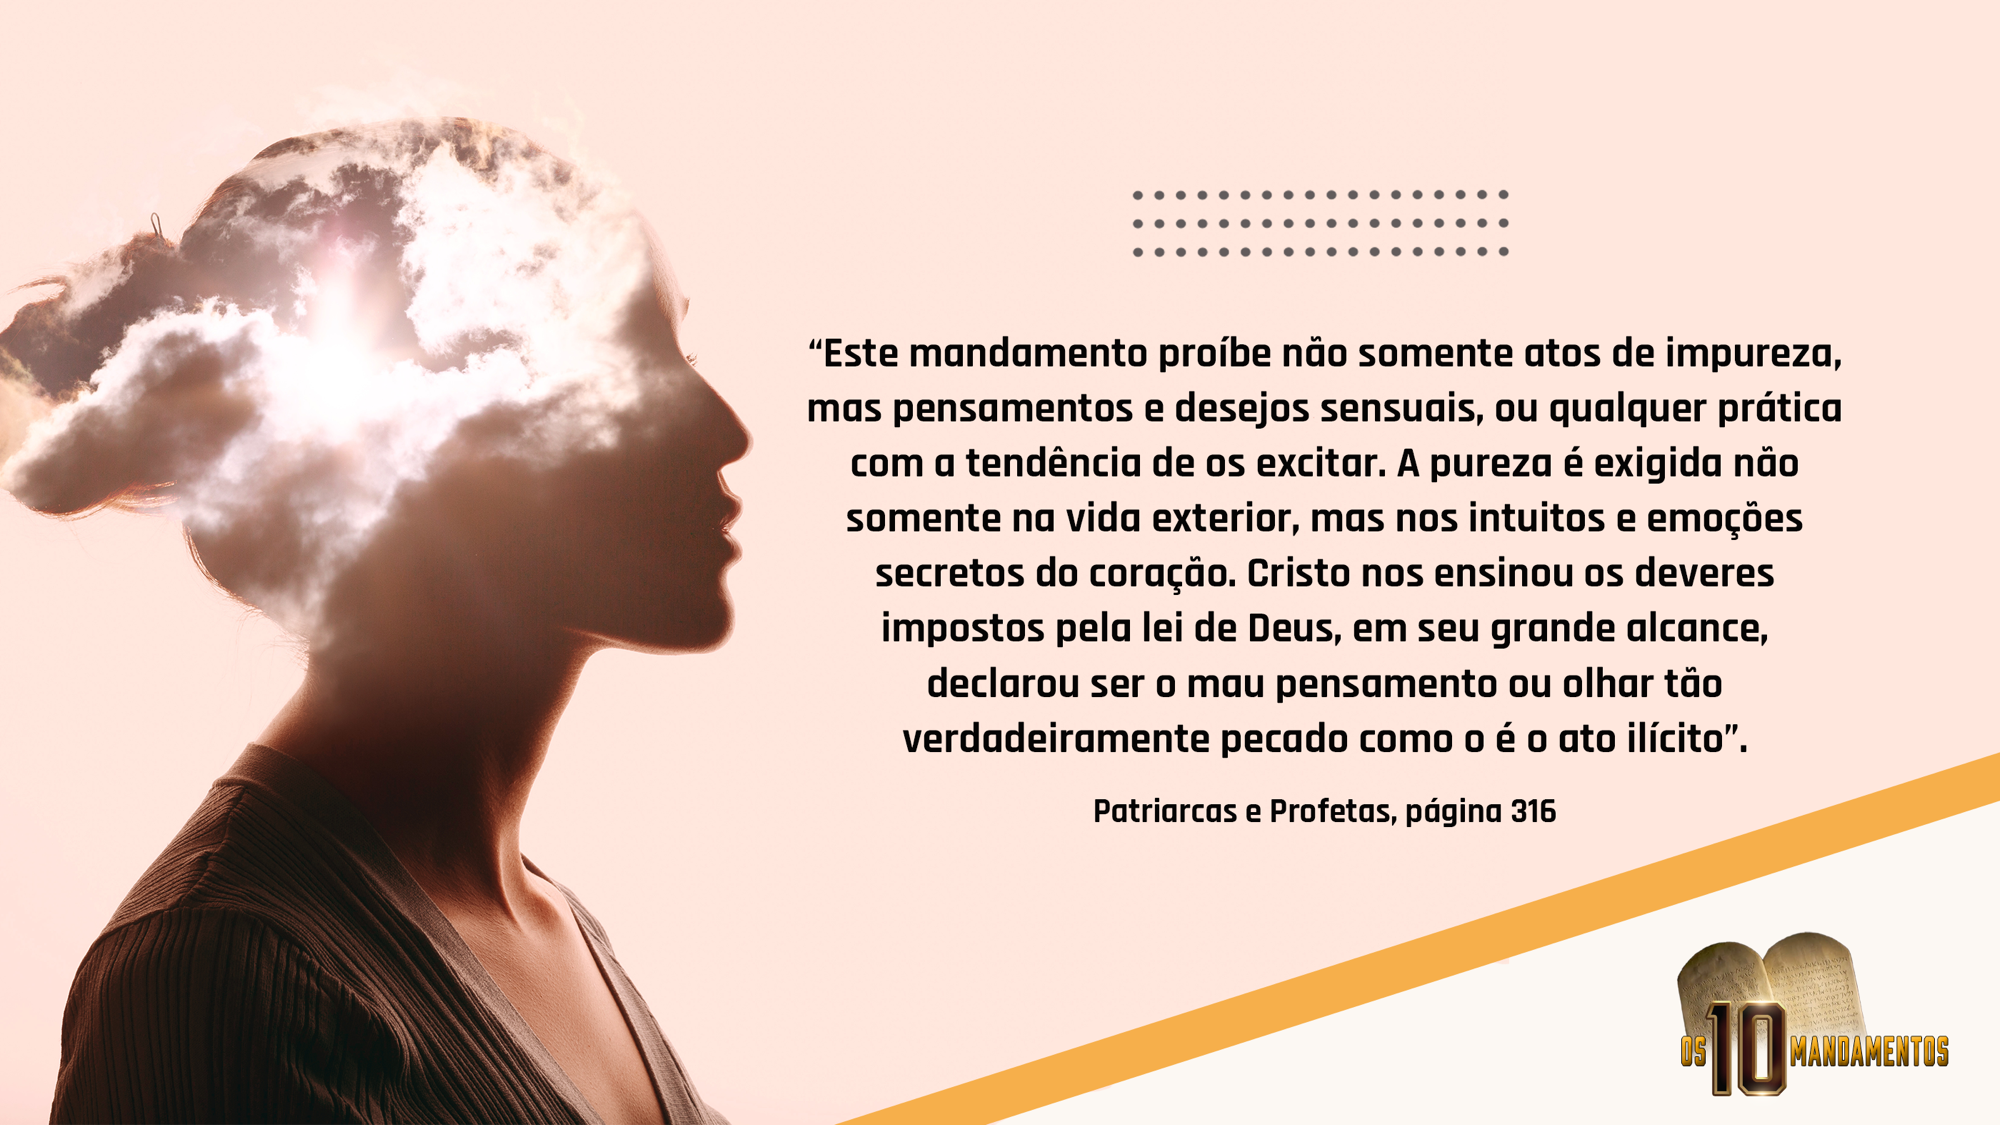 “Este mandamento proíbe não somente atos de impureza,
mas pensamentos e desejos sensuais, ou qualquer prática
com a tendência de os excitar. A pureza é exigida não
somente na vida exterior, mas nos intuitos e emoções
secretos do coração. Cristo nos ensinou os deveres
impostos pela lei de Deus, em seu grande alcance,
declarou ser o mau pensamento ou olhar tão
verdadeiramente pecado como o é o ato ilícito”.
Patriarcas e Profetas, página 316
OS 10 MANDAMENTOS